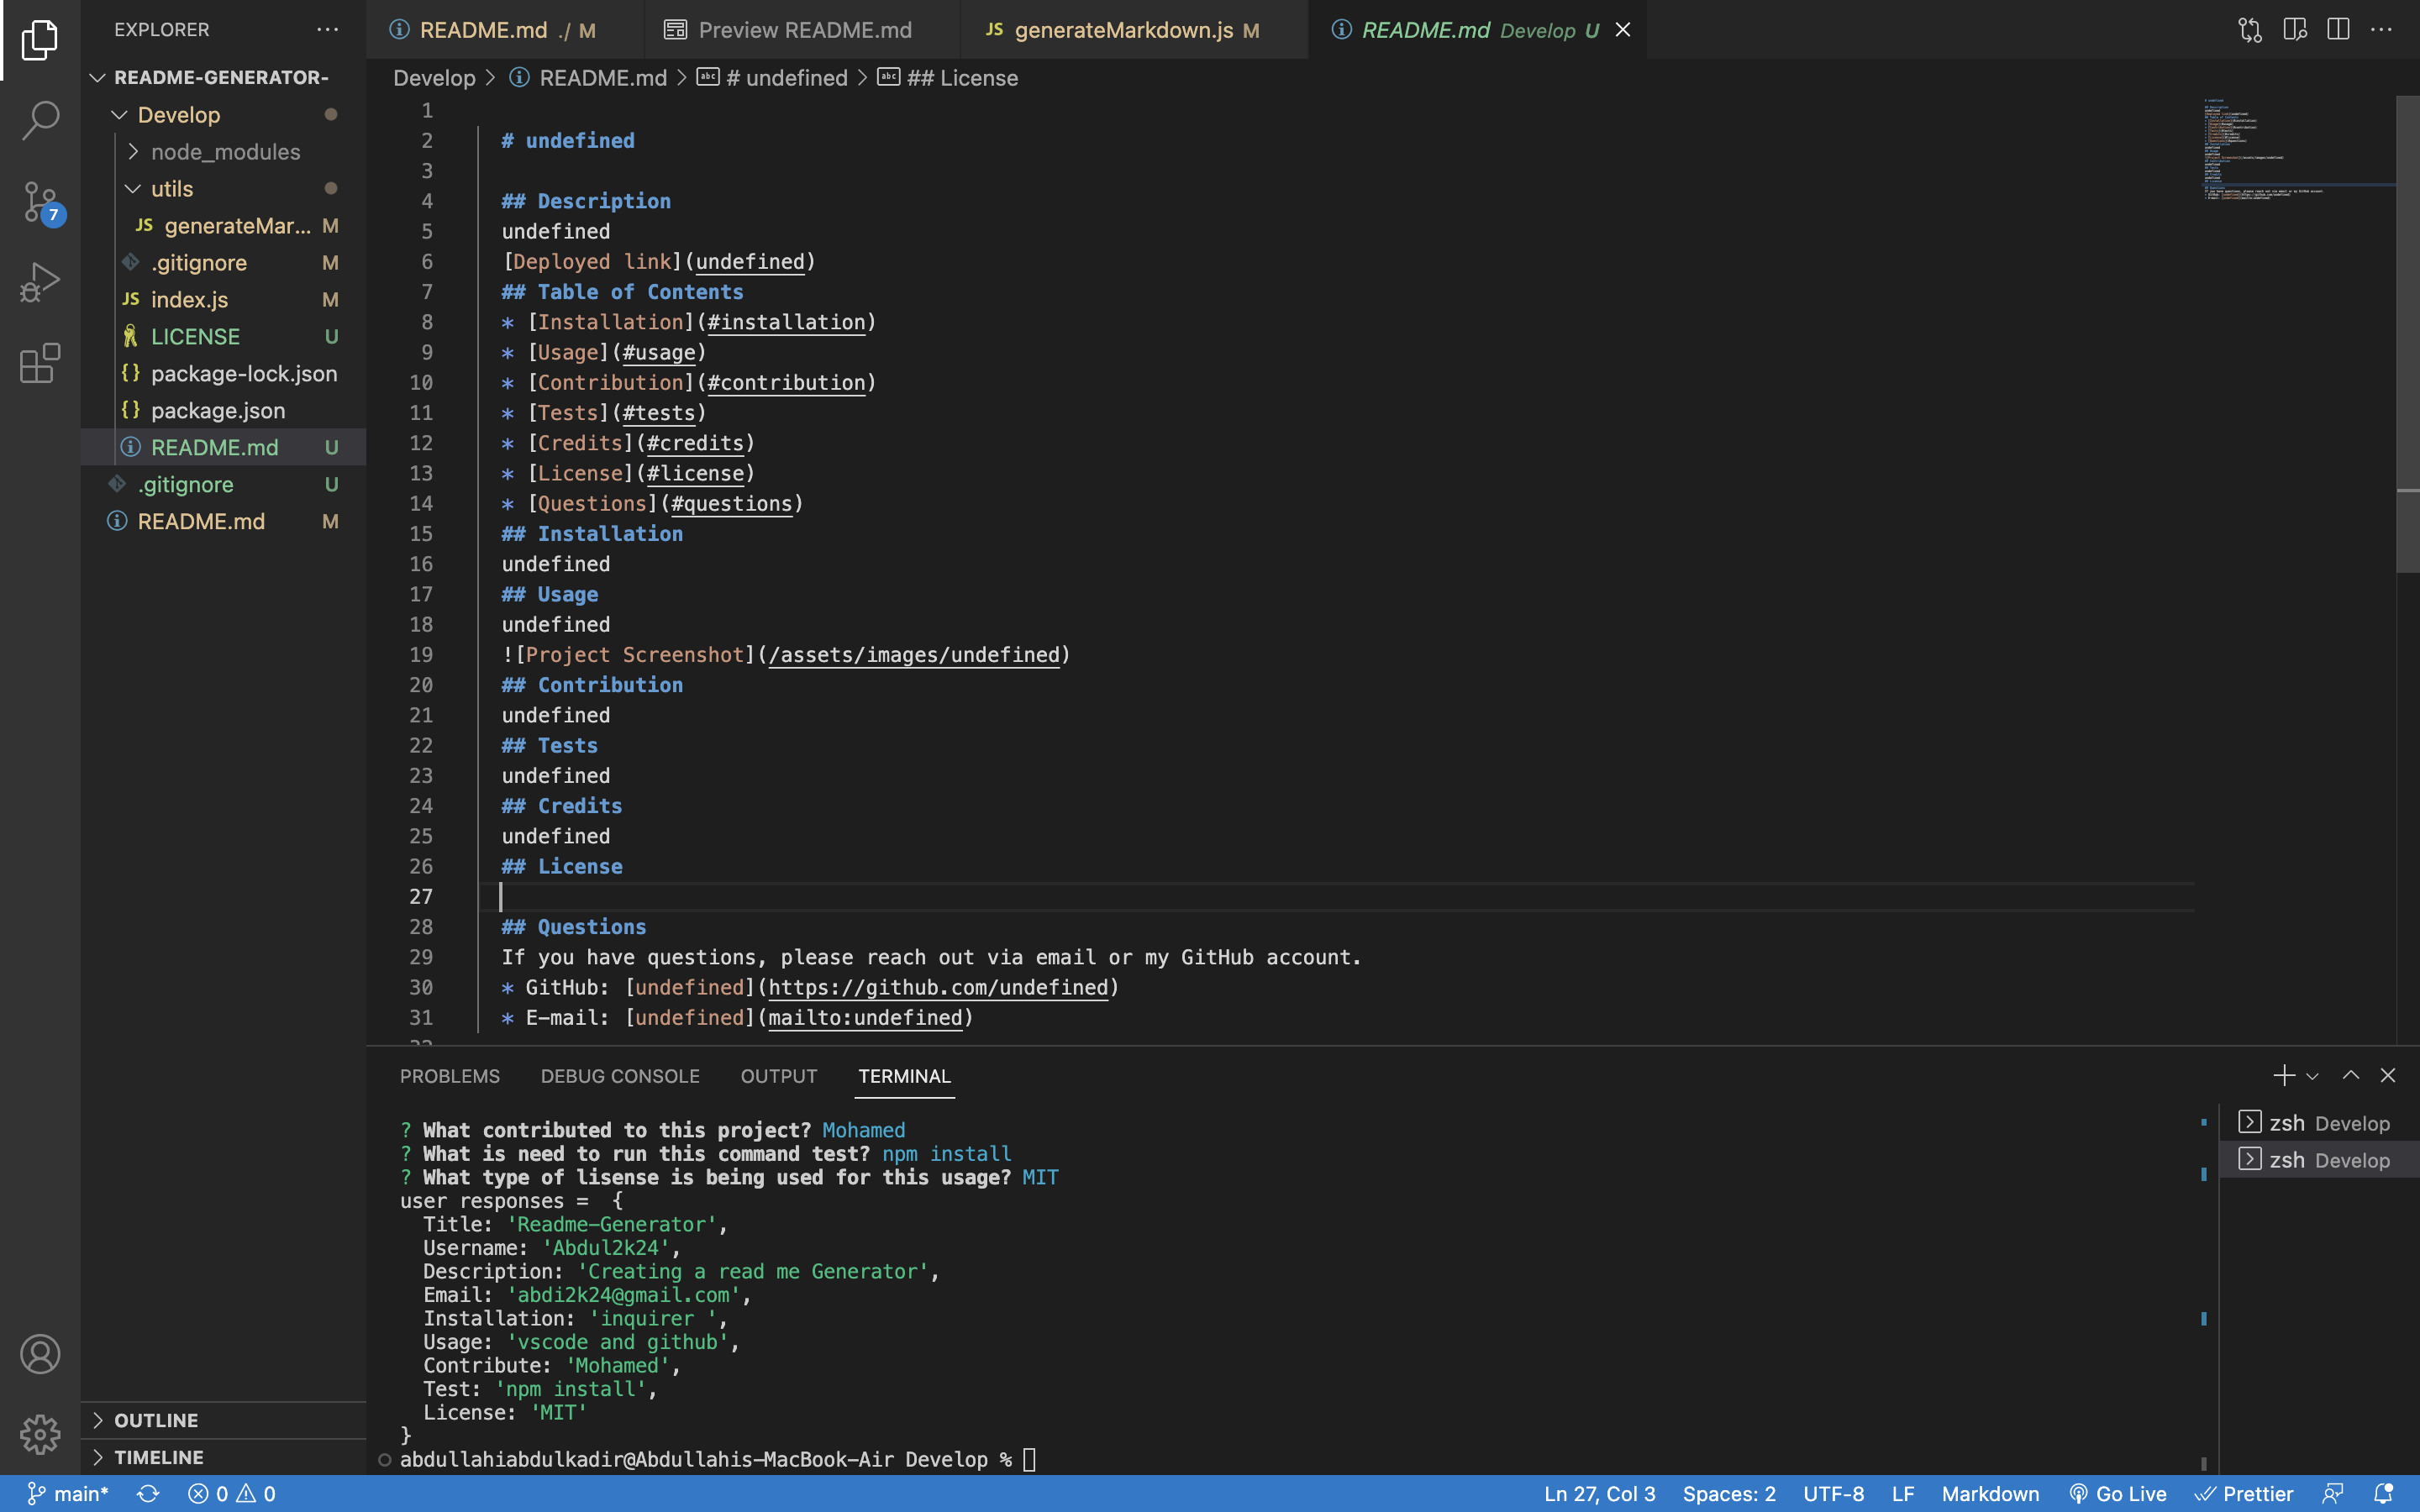 EXPLORER
README-GENERATOR-
Develop
node_modules
utils
JS generateMar... M
.gitignore M
JS index.js M
LICENSE U
{} package-lock.json
{} package.json
README.md U
.gitignore U
README.md M
OUTLINE
TIMELINE
7
README.md ./ M
Preview README.md
JS generateMarkdown.js M
README.md Develop U
Develop > README.md > # undefined > ## License
1
2 # undefined
3
4 ## Description
5 undefined
6 [Deployed link](undefined)
7 ## Table of Contents
8 * [Installation](#installation)
9 * [Usage](#usage)
10 * [Contribution](#contribution)
11 * [Tests](#tests)
12 * [Credits](#credits)
13 * [License](#license)
14 * [Questions](#questions)
15 ## Installation
16 undefined
17 ## Usage
18 undefined
19 ![Project Screenshot](/assets/images/undefined)
20 ## Contribution
21 undefined
22 ## Tests
23 undefined
24 ## Credits
25 undefined
26 ## License
27
28 ## Questions
29 If you have questions, please reach out via email or my GitHub account.
30 * GitHub: [undefined](https://github.com/undefined)
31 * E-mail: [undefined](mailto:undefined)
PROBLEMS DEBUG CONSOLE OUTPUT TERMINAL
? What contributed to this project? Mohamed
? What is need to run this command test? npm install
? What type of lisense is being used for this usage? MIT
user responses = {
Title: 'Readme-Generator',
Username: 'Abdul2k24',
Description: 'Creating a read me Generator',
Email: 'abdi2k24@gmail.com',
Installation: 'inquirer ',
Usage: 'vscode and github',
Contribute: 'Mohamed',
Test: 'npm install',
License: 'MIT'
}
abdullahiabdulkadir@Abdullahis-MacBook-Air Develop %
zsh Develop
zsh Develop
main* 0 0 Ln 27, Col 3 Spaces: 2 UTF-8 LF Markdown Go Live Prettier